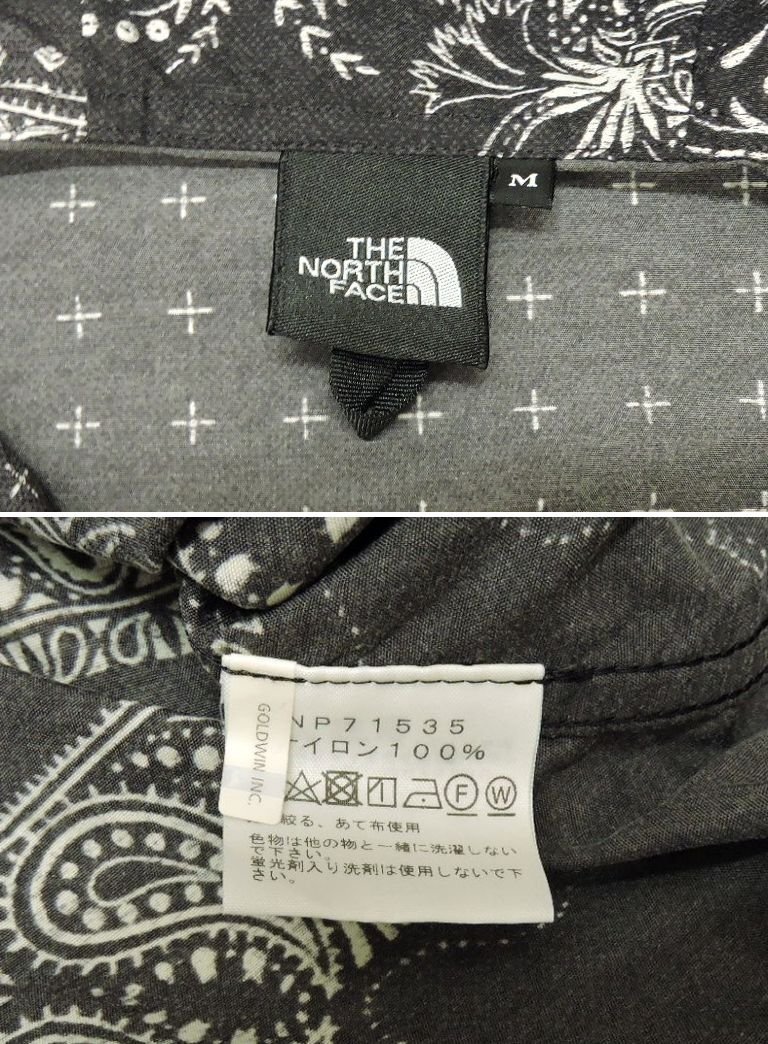 M
THE
NORTH
FACE
GOLDWIN INC.
NP71535
イロン100%
F W
絞る、あて布使用
色物は他の物と一緒に洗濯しない
で下さい。
蛍光剤入り洗剤は使用しないで下
さい。